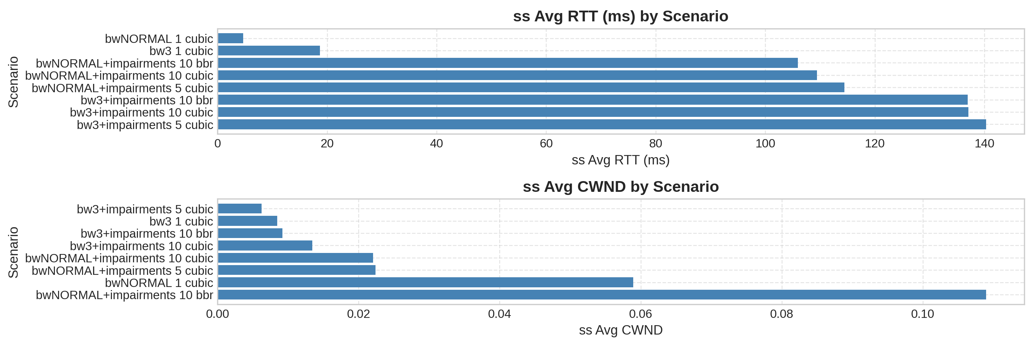 ss Avg RTT (ms) by Scenario
Scenario
bwNORMAL 1 cubic
bw3 1 cubic
bwNORMAL+impairments 10 bbr
bwNORMAL+impairments 10 cubic
bwNORMAL+impairments 5 cubic
bw3+impairments 10 bbr
bw3+impairments 10 cubic
bw3+impairments 5 cubic
0 20 40 60 80 100 120 140
ss Avg RTT (ms)
ss Avg CWND by Scenario
Scenario
bw3+impairments 5 cubic
bw3 1 cubic
bw3+impairments 10 bbr
bw3+impairments 10 cubic
bwNORMAL+impairments 10 cubic
bwNORMAL+impairments 5 cubic
bwNORMAL 1 cubic
bwNORMAL+impairments 10 bbr
0.00 0.02 0.04 0.06 0.08 0.10
ss Avg CWND